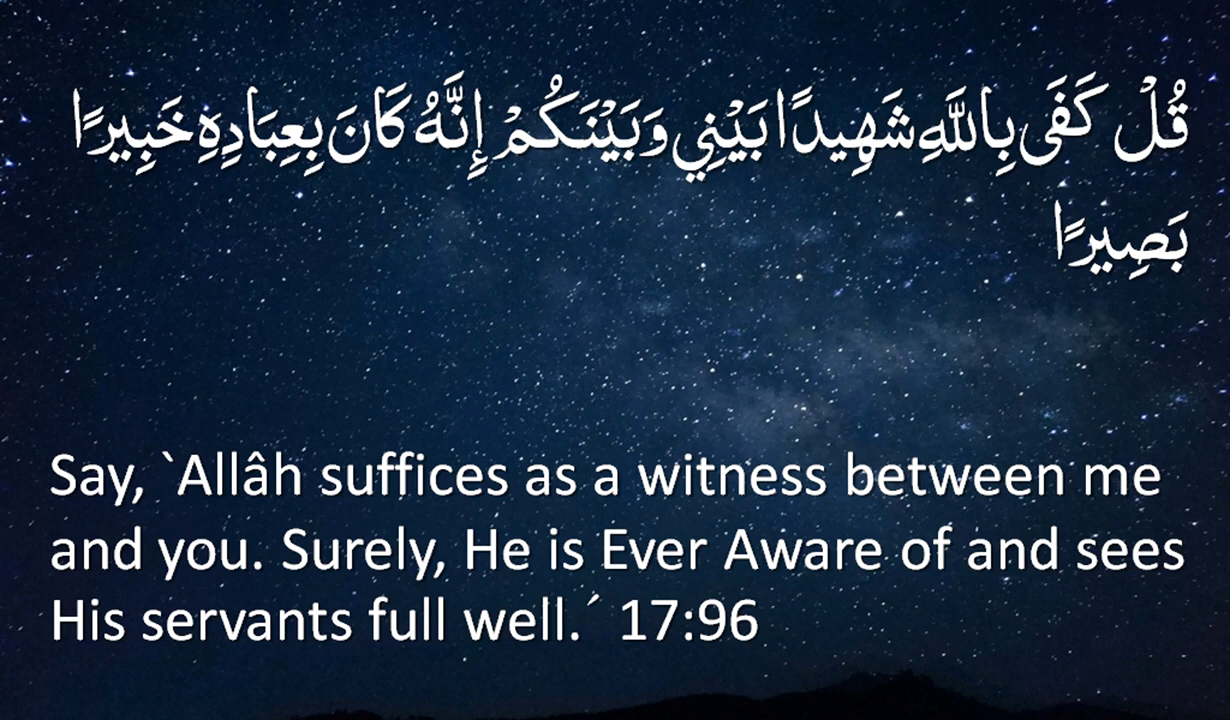 قُلْ كَفَى بِاللَّهِ شَهِيدًا بَيْنِي وَبَيْنَكُمْ إِنَّهُ كَانَ بِعِبَادِهِ خَبِيرًا
بَصِيرًا
Say, `Allâh suffices as a witness between me
and you. Surely, He is Ever Aware of and sees
His servants full well.´ 17:96